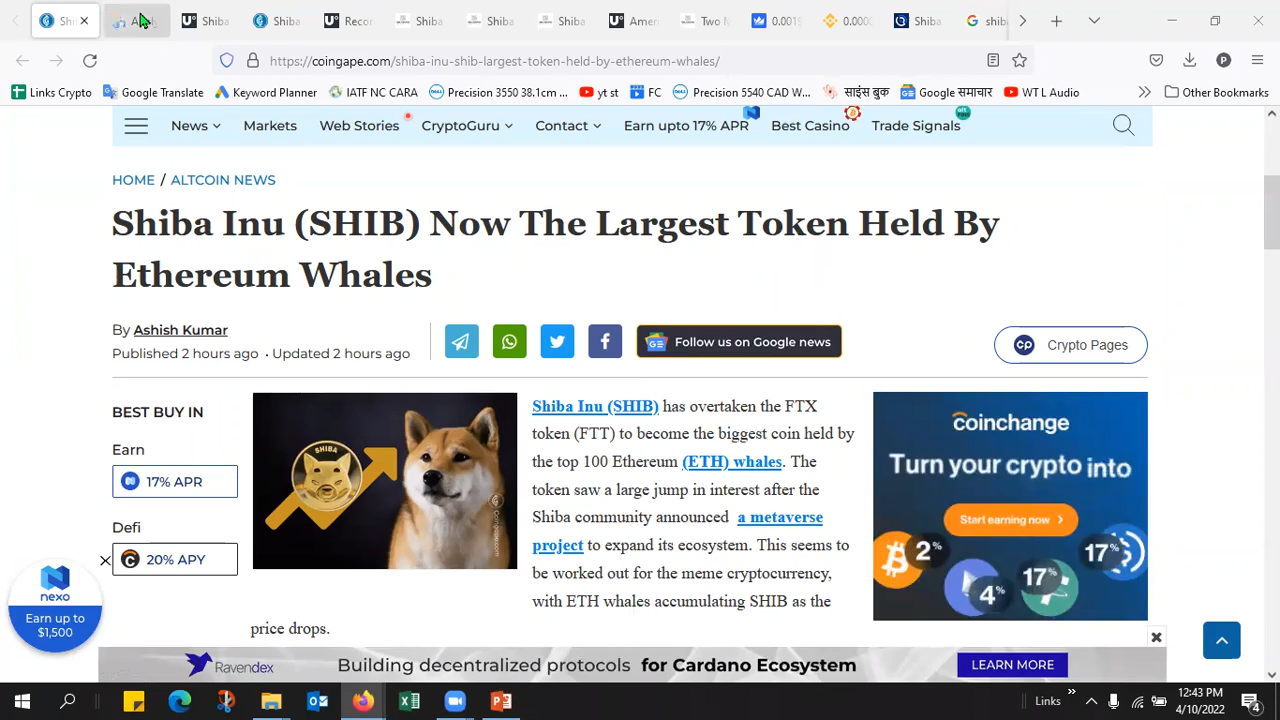 Shi
Shiba
Shiba
Recor
Shiba
Shiba
Shiba
Amer
Two M
0.0015
0.0000
Shiba
shib
coingape.com/shiba-inu-shib-largest-token-held-by-ethereum-whales/
Links Crypto
Google Translate
Keyword Planner
IATF NC CARA
Precision 3550 38.1cm ...
yt st
FC
Precision 5540 CAD W...
साइंस बुक
Google समाचार
WT L Audio
Other Bookmarks
News
Markets
Web Stories
CryptoGuru
Contact
Earn upto 17% APR
Best Casino
Trade Signals
HOME / ALTCOIN NEWS
Shiba Inu (SHIB) Now The Largest Token Held By
Ethereum Whales
By Ashish Kumar
Published 2 hours ago • Updated 2 hours ago
Follow us on Google news
Crypto Pages
BEST BUY IN
Earn
17% APR
Defi
20% APY
nexo
Earn up to
$1,500
SHIBA
Shiba Inu (SHIB) has overtaken the FTX
token (FTT) to become the biggest coin held by
the top 100 Ethereum (ETH) whales. The
token saw a large jump in interest after the
Shiba community announced a metaverse
project to expand its ecosystem. This seems to
be worked out for the meme cryptocurrency,
with ETH whales accumulating SHIB as the
price drops.
coinchange
Turn your crypto into
Start earning now
2%
4%
17%
17%
Ravendex
Building decentralized protocols for Cardano Ecosystem
LEARN MORE
Links
12:43 PM
4/10/2022
4